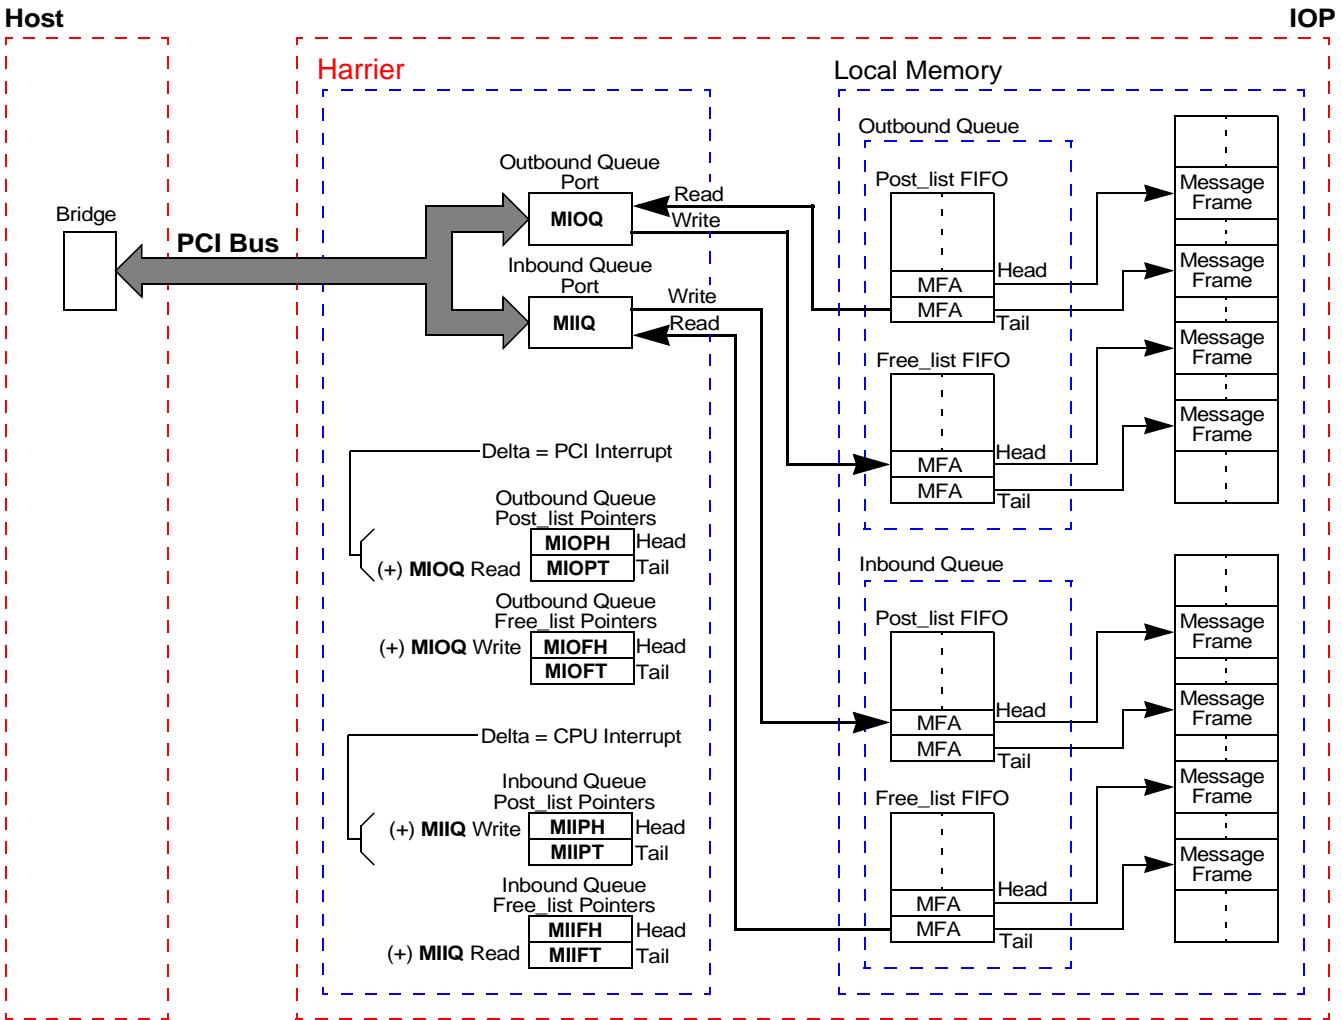 Host
IOP
Harrier
Local Memory
Bridge
PCI Bus
Outbound Queue
Port
MIOQ
Read
Write
Inbound Queue
Port
MIIQ
Write
Read
Outbound Queue
Post_list FIFO
MFA
MFA
Head
Tail
Free_list FIFO
MFA
MFA
Head
Tail
Message
Frame
Message
Frame
Message
Frame
Message
Frame
Delta = PCI Interrupt
Outbound Queue
Post_list Pointers
MIOPH Head
(+) MIOQ Read MIOPT Tail
Outbound Queue
Free_list Pointers
(+) MIOQ Write MIOFH Head
MIOFT Tail
Delta = CPU Interrupt
Inbound Queue
Post_list Pointers
(+) MIIQ Write MIIPH Head
MIIPT Tail
Inbound Queue
Free_list Pointers
MIIFH Head
(+) MIIQ Read MIIFT Tail
Inbound Queue
Post_list FIFO
MFA
MFA
Head
Tail
Free_list FIFO
MFA
MFA
Head
Tail
Message
Frame
Message
Frame
Message
Frame
Message
Frame